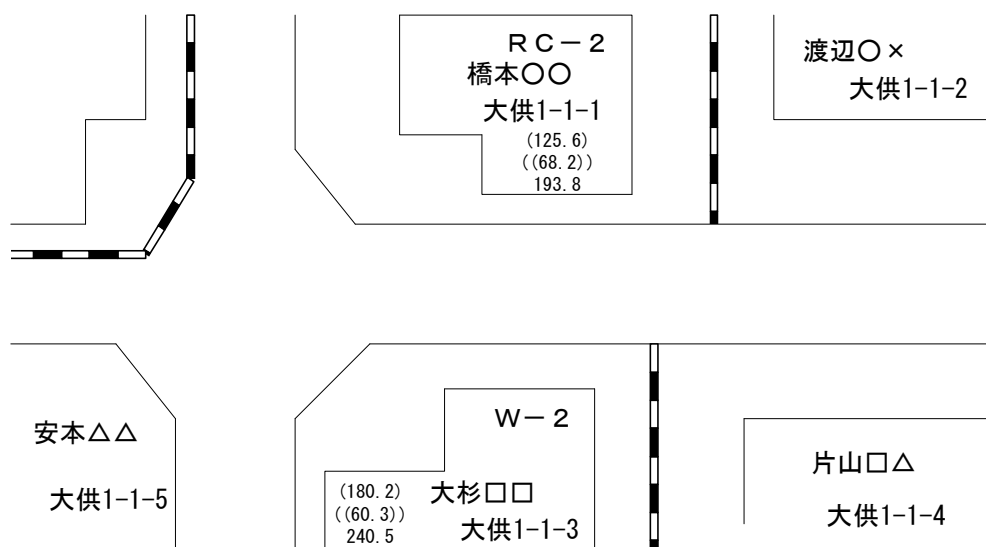 ＲＣ－２
橋本〇〇
大供1-1-1
(125.6)
((68.2))
193.8
渡辺〇×
大供1-1-2
安本△△
大供1-1-5
Ｗ－２
大杉□□
大供1-1-3
(180.2)
((60.3))
240.5
片山□△
大供1-1-4